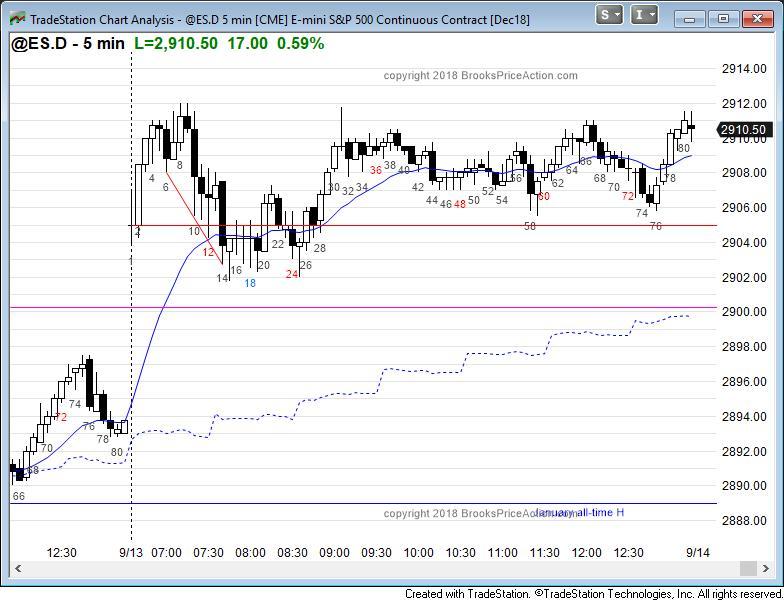 TradeStation Chart Analysis - @ES.D 5 min [CME] E-mini S&P 500 Continuous Contract [Dec18]
S I
@ES.D - 5 min L=2,910.50 17.00 0.59%
copyright 2018 BrooksPriceAction.com
2914.00
2912.00
2910.50
2910.00
2908.00
2906.00
2904.00
2902.00
2900.00
2898.00
2896.00
2894.00
2892.00
2890.00
2888.00
66 68 70 72 74 76 78 80
2 4 6 8 10 12 14 16 18 20 22 24 26 28 30 32 34 36 38 40 42 44 46 48 50 52 54 56 58 60 62 64 66 68 70 72 74 76 78 80
copyright 2018 BrooksPriceAction.com January all-time H
12:30 9/13 07:00 07:30 08:00 08:30 09:00 09:30 10:00 10:30 11:00 11:30 12:00 12:30 9/14
Created with TradeStation. ©TradeStation Technologies, Inc. All rights reserved.